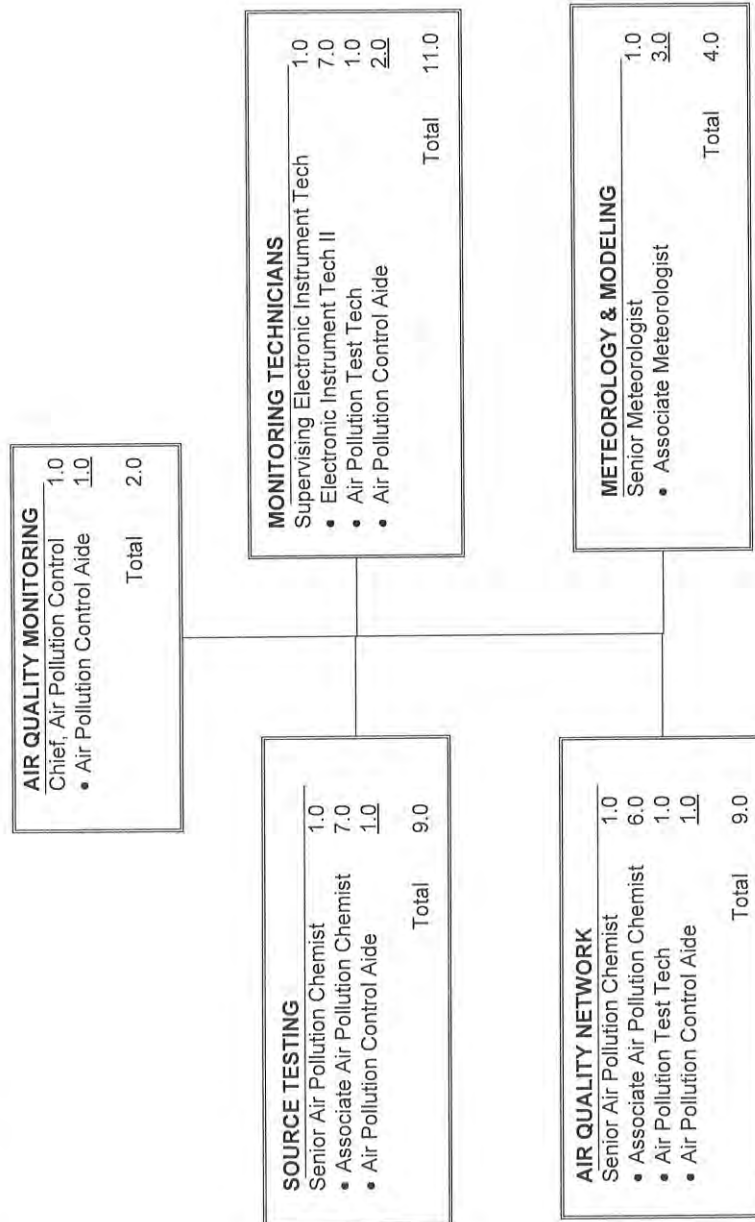 AIR QUALITY MONITORING
Chief, Air Pollution Control 1.0
• Air Pollution Control Aide 1.0
Total 2.0
SOURCE TESTING
Senior Air Pollution Chemist 1.0
• Associate Air Pollution Chemist 7.0
• Air Pollution Control Aide 1.0
Total 9.0
MONITORING TECHNICIANS
Supervising Electronic Instrument Tech 1.0
• Electronic Instrument Tech II 7.0
• Air Pollution Test Tech 1.0
• Air Pollution Control Aide 2.0
Total 11.0
AIR QUALITY NETWORK
Senior Air Pollution Chemist 1.0
• Associate Air Pollution Chemist 6.0
• Air Pollution Test Tech 1.0
• Air Pollution Control Aide 1.0
Total 9.0
METEOROLOGY & MODELING
Senior Meteorologist 1.0
• Associate Meteorologist 3.0
Total 4.0